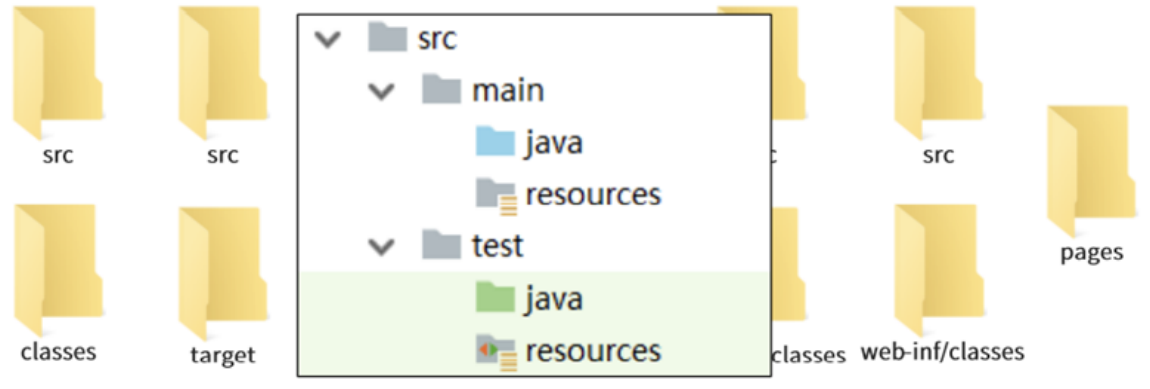 src
src
src
main
java
resources
test
java
resources
c
src
pages
classes
target
classes
web-inf/classes